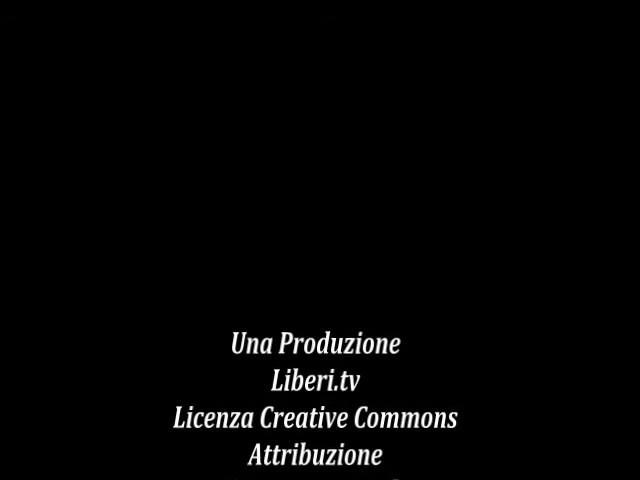 Una Produzione
Liberi.tv
Licenza Creative Commons
Attribuzione